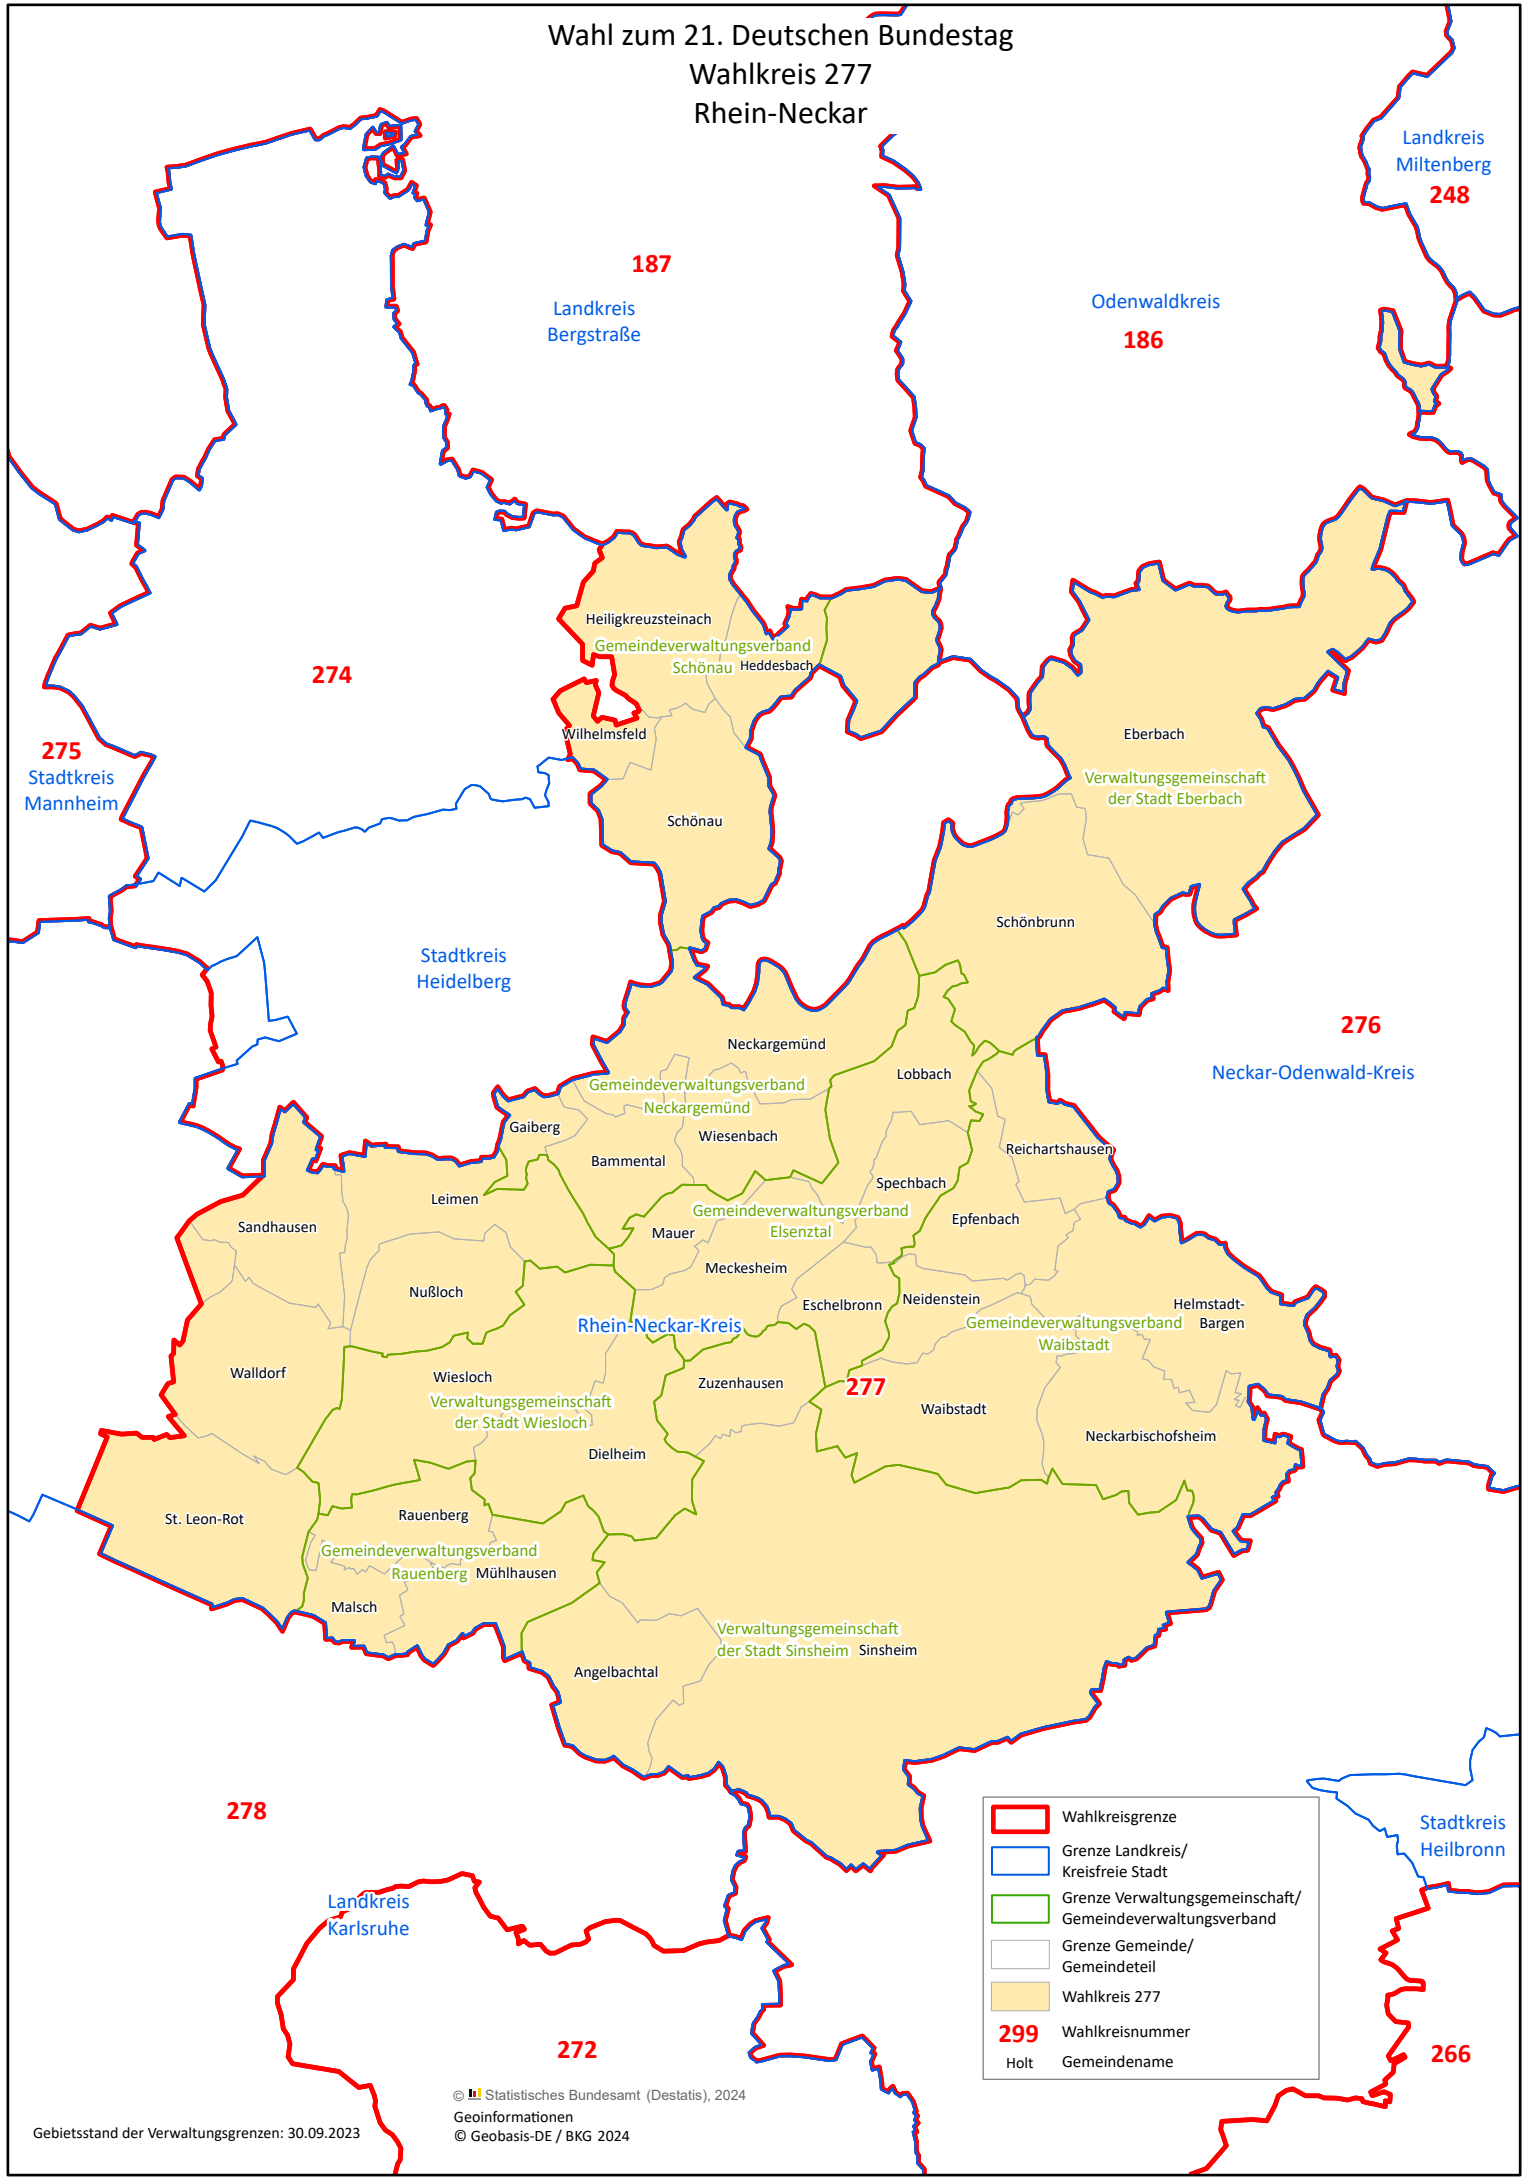 Wahl zum 21. Deutschen Bundestag
Wahlkreis 277
Rhein-Neckar
Landkreis
Miltenberg
248
187
Landkreis
Bergstraße
Odenwaldkreis
186
Heiligkreuzsteinach
Gemeindeverwaltungsverband
Schönau
Heddesbach
274
Wilhelmsfeld
Eberbach
275
Stadtkreis
Mannheim
Verwaltungsgemeinschaft
der Stadt Eberbach
Schönau
Schönbrunn
Stadtkreis
Heidelberg
276
Neckar-Odenwald-Kreis
Neckargemünd
Gemeindeverwaltungsverband
Neckargemünd
Lobbach
Gaiberg
Wiesenbach
Bammental
Reichartshausen
Spechbach
Leimen
Sandhausen
Gemeindeverwaltungsverband
Elsenztal
Epfenbach
Mauer
Meckesheim
Nußloch
Eschelbronn
Neidenstein
Helmstadt-
Bargen
Rhein-Neckar-Kreis
Gemeindeverwaltungsverband
Waibstadt
Walldorf
Wiesloch
Zuzenhausen
277
Verwaltungsgemeinschaft
der Stadt Wiesloch
Waibstadt
Neckarbischofsheim
Dielheim
St. Leon-Rot
Rauenberg
Gemeindeverwaltungsverband
Rauenberg
Mühlhausen
Malsch
Verwaltungsgemeinschaft
der Stadt Sinsheim
Sinsheim
Angelbachtal
278
Stadtkreis
Heilbronn
Landkreis
Karlsruhe
272
266
Wahlkreisgrenze
Grenze Landkreis/
Kreisfreie Stadt
Grenze Verwaltungsgemeinschaft/
Gemeindeverwaltungsverband
Grenze Gemeinde/
Gemeindeteil
Wahlkreis 277
299 Wahlkreisnummer
Holt Gemeindename
© Statistisches Bundesamt (Destatis), 2024
Geoinformationen
© Geobasis-DE / BKG 2024
Gebietsstand der Verwaltungsgrenzen: 30.09.2023